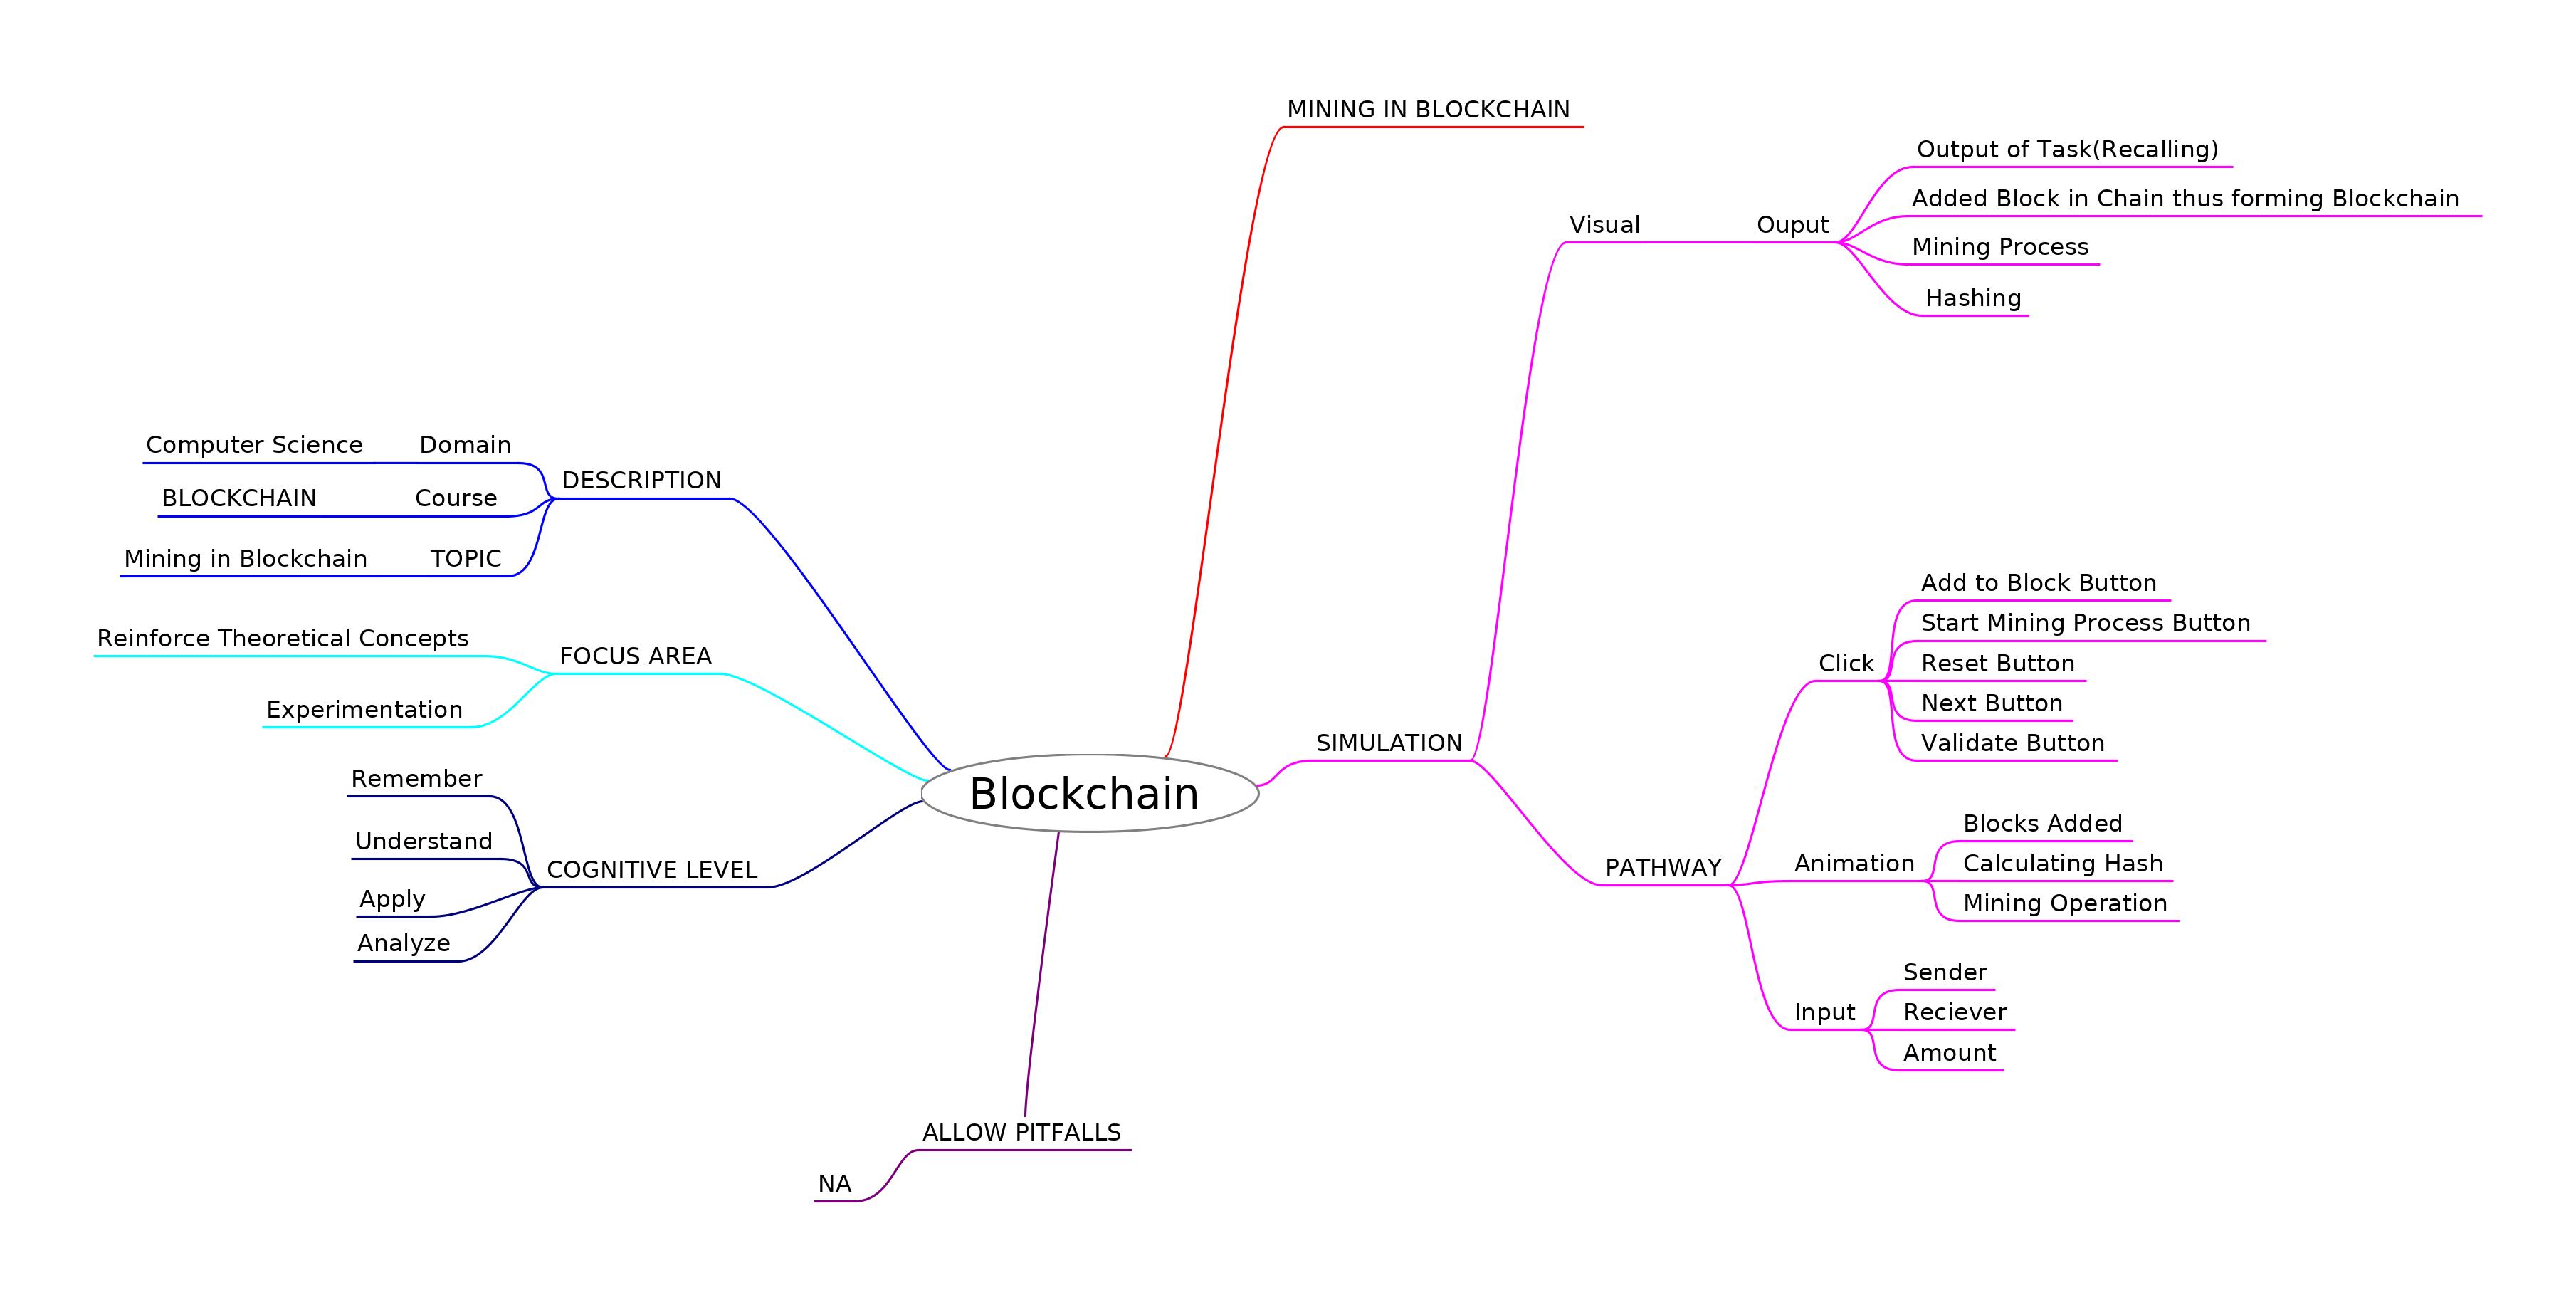 MINING IN BLOCKCHAIN
Output of Task(Recalling)
Added Block in Chain thus forming Blockchain
Visual
Ouput
Mining Process
Hashing
Computer Science
Domain
DESCRIPTION
BLOCKCHAIN
Course
Mining in Blockchain
TOPIC
Reinforce Theoretical Concepts
FOCUS AREA
Experimentation
Remember
Understand
COGNITIVE LEVEL
Apply
Analyze
Blockchain
SIMULATION
PATHWAY
Click
Add to Block Button
Start Mining Process Button
Reset Button
Next Button
Validate Button
Animation
Blocks Added
Calculating Hash
Mining Operation
Input
Sender
Reciever
Amount
ALLOW PITFALLS
NA